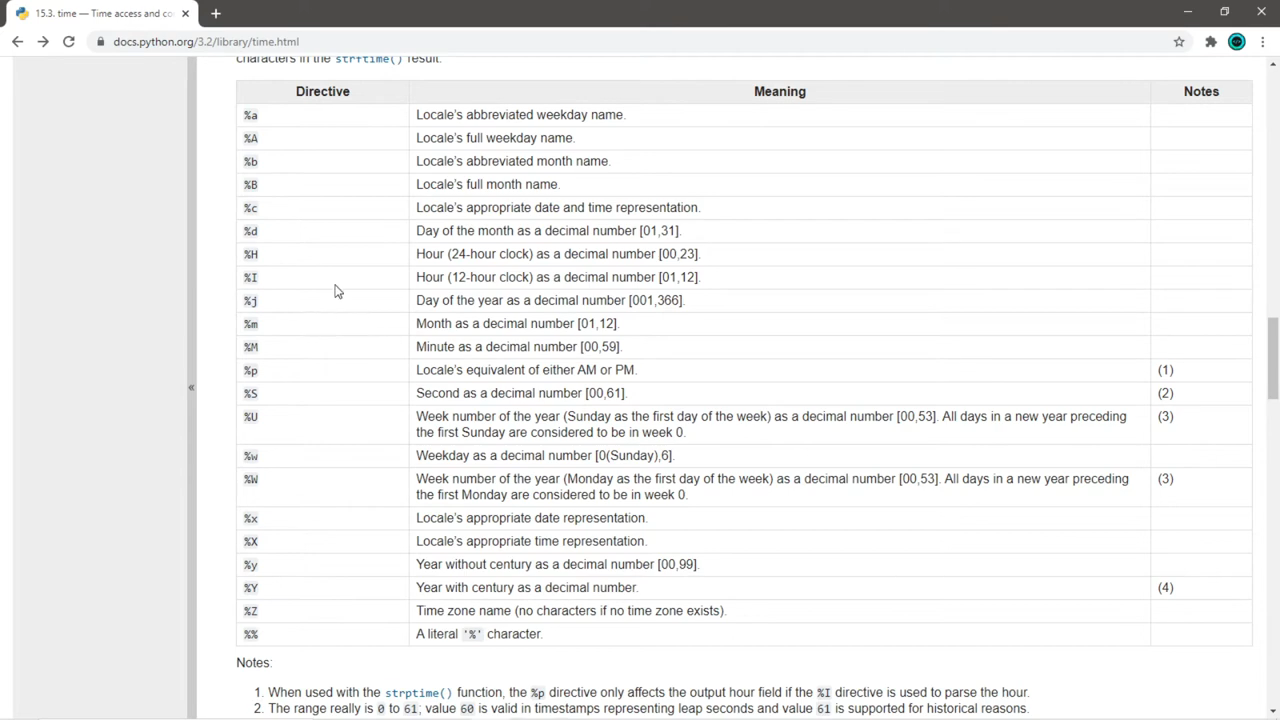 15.3. time — Time access and co
docs.python.org/3.2/library/time.html
characters in the strftime() result.
Directive Meaning Notes
%a Locale's abbreviated weekday name.
%A Locale's full weekday name.
%b Locale's abbreviated month name.
%B Locale's full month name.
%c Locale's appropriate date and time representation.
%d Day of the month as a decimal number [01,31].
%H Hour (24-hour clock) as a decimal number [00,23].
%I Hour (12-hour clock) as a decimal number [01,12].
%j Day of the year as a decimal number [001,366].
%m Month as a decimal number [01,12].
%M Minute as a decimal number [00,59].
%p Locale's equivalent of either AM or PM. (1)
%S Second as a decimal number [00,61]. (2)
%U Week number of the year (Sunday as the first day of the week) as a decimal number [00,53]. All days in a new year preceding (3)
the first Sunday are considered to be in week 0.
%w Weekday as a decimal number [0(Sunday),6].
%W Week number of the year (Monday as the first day of the week) as a decimal number [00,53]. All days in a new year preceding (3)
the first Monday are considered to be in week 0.
%x Locale's appropriate date representation.
%X Locale's appropriate time representation.
%y Year without century as a decimal number [00,99].
%Y Year with century as a decimal number. (4)
%Z Time zone name (no characters if no time zone exists).
%% A literal '%' character.
Notes:
1. When used with the strptime() function, the %p directive only affects the output hour field if the %I directive is used to parse the hour.
2. The range really is 0 to 61; value 60 is valid in timestamps representing leap seconds and value 61 is supported for historical reasons.